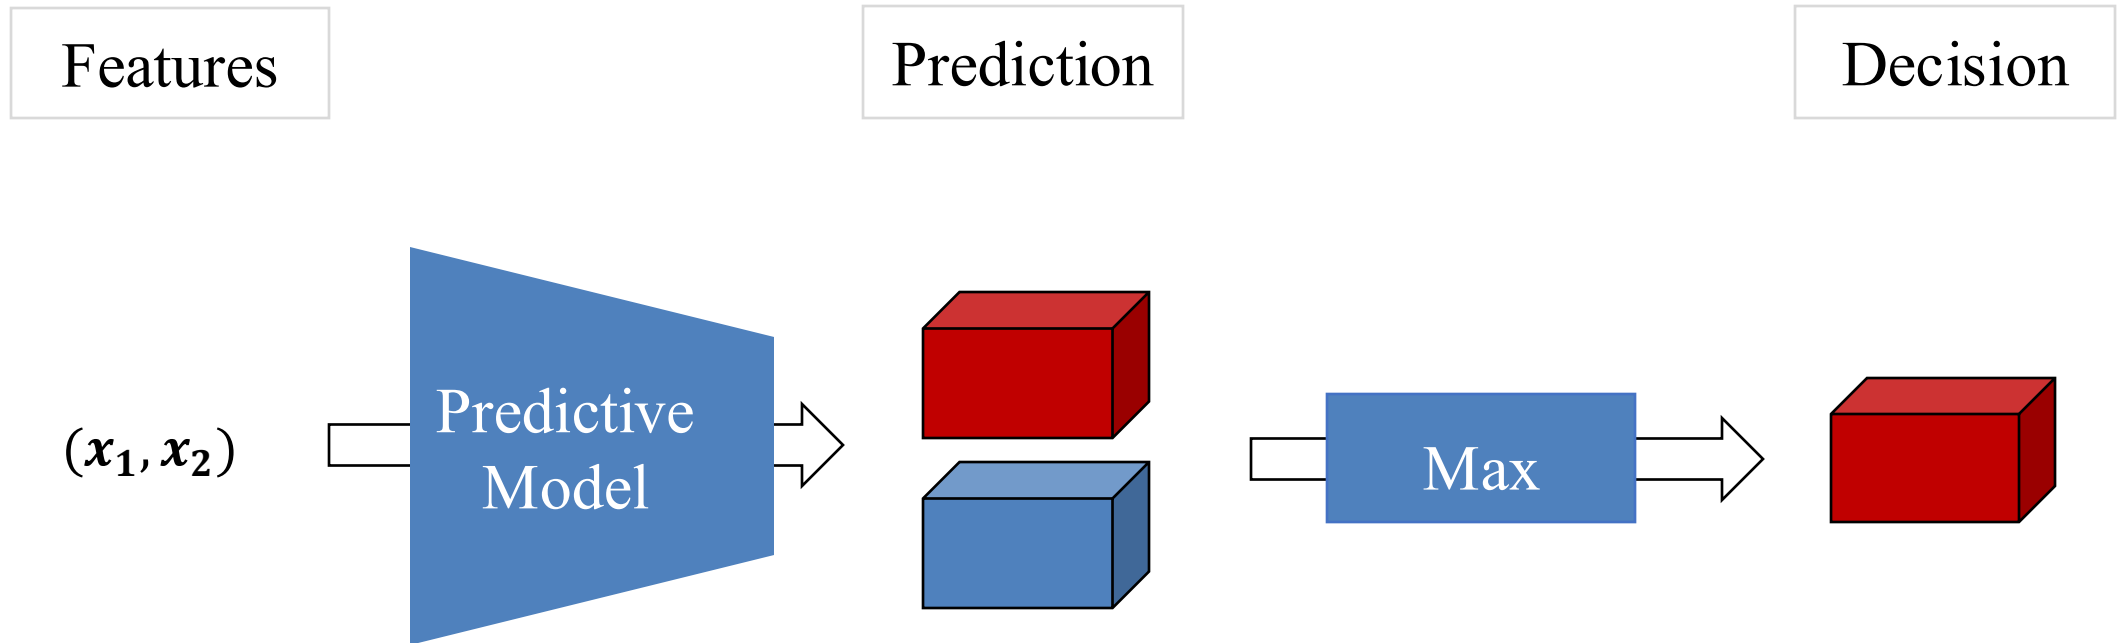 Features
Prediction
Decision
(x₁, x₂)
Predictive
Model
Max